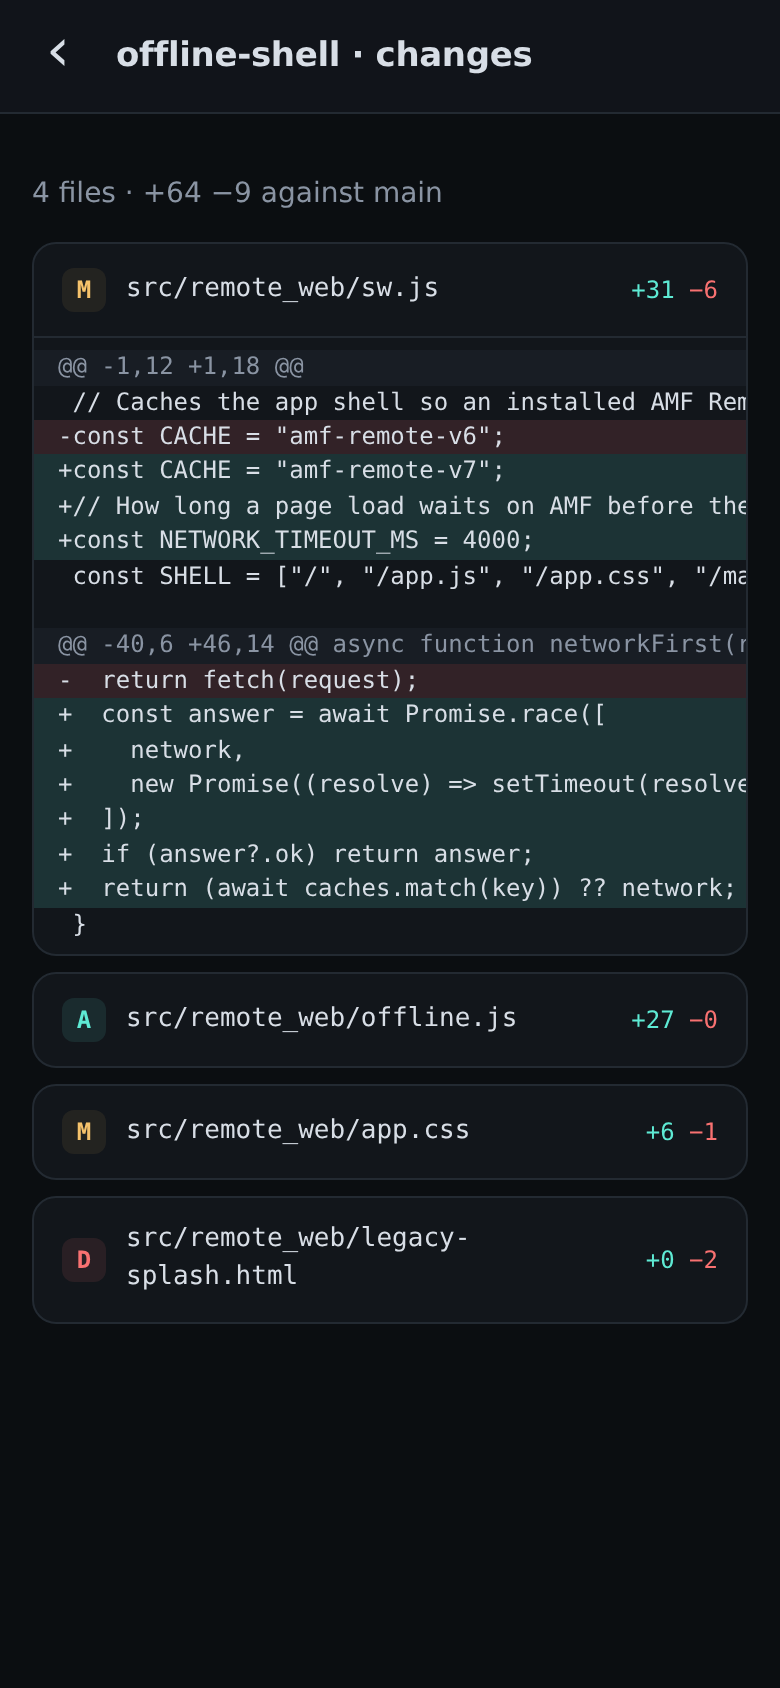 offline-shell · changes
4 files · +64 −9 against main
M src/remote_web/sw.js +31 −6
@@ -1,12 +1,18 @@
 // Caches the app shell so an installed AMF Rem
-const CACHE = "amf-remote-v6";
+const CACHE = "amf-remote-v7";
+// How long a page load waits on AMF before the
+const NETWORK_TIMEOUT_MS = 4000;
 const SHELL = ["/", "/app.js", "/app.css", "/ma
@@ -40,6 +46,14 @@ async function networkFirst(r
-  return fetch(request);
+  const answer = await Promise.race([
+    network,
+    new Promise((resolve) => setTimeout(resolve
+  ]);
+  if (answer?.ok) return answer;
+  return (await caches.match(key)) ?? network;
 }
A src/remote_web/offline.js +27 −0
M src/remote_web/app.css +6 −1
D src/remote_web/legacy-
splash.html +0 −2